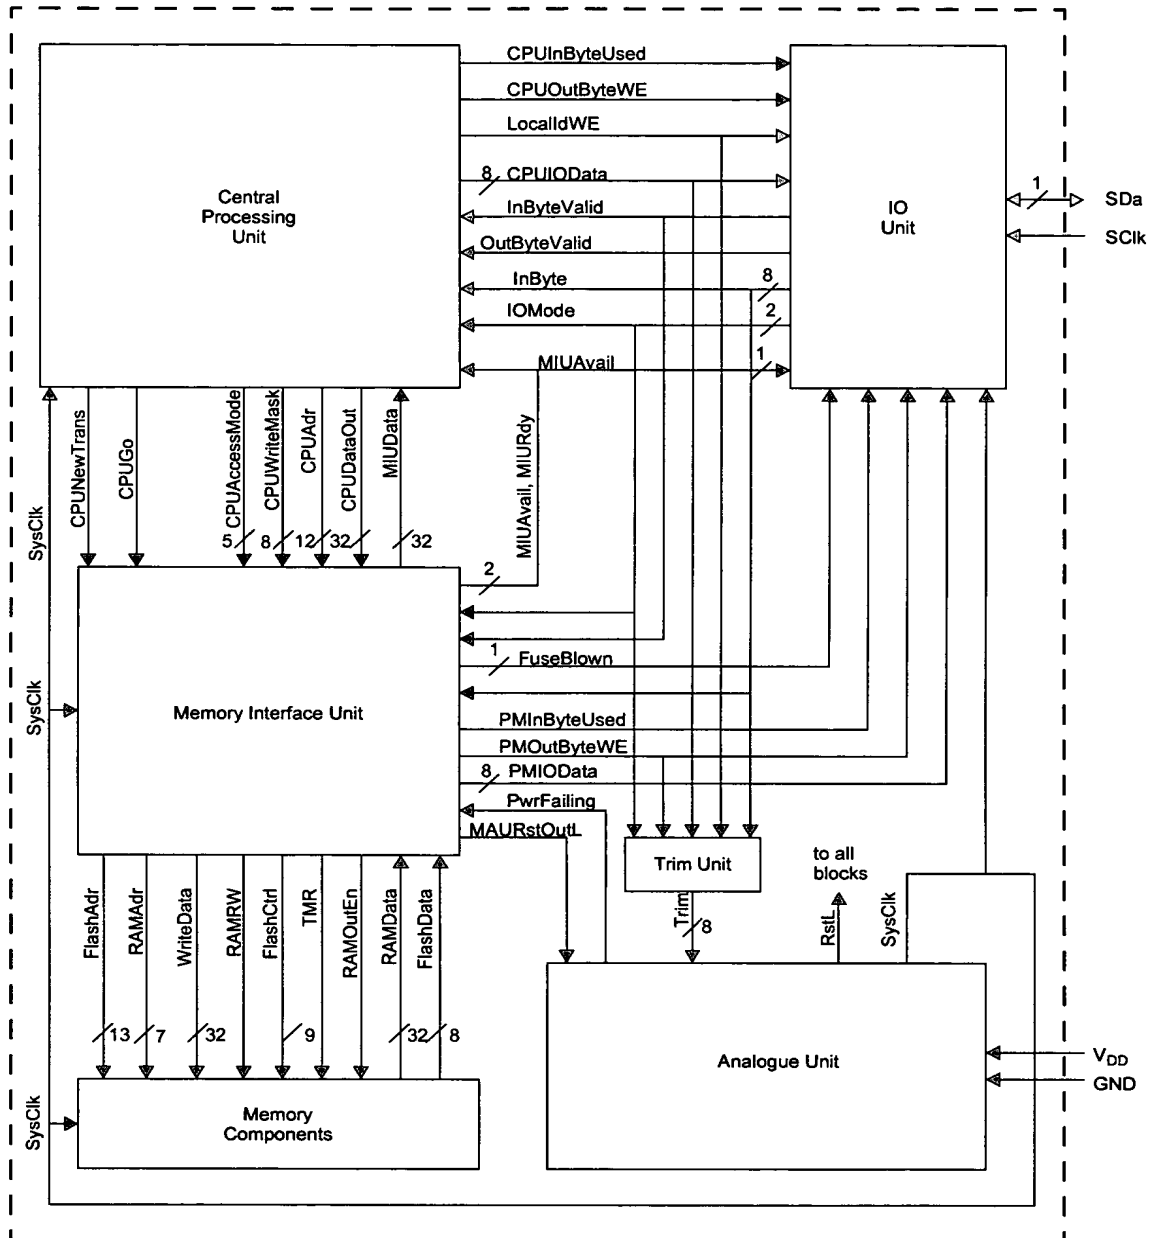 CPUInByteUsed
CPUOutByteWE
LocalIdWE
8 CPUIOData
InByteValid
OutByteValid
InByte 8
IOMode 2
MIUAvail 1
Central
Processing
Unit
IO
Unit
1
SDa
SClk
CPUNewTrans
CPUGo
CPUAccessMode
CPUWriteMask
CPUAdr
CPUDataOut
MIUData
MIUAvail, MIURdy
SysClk
5 8 12 32 32
2
1 FuseBlown
Memory Interface Unit
SysClk
PMInByteUsed
PMOutByteWE
8 PMIOData
PwrFailing
MAURstOutL
Trim Unit
to all
blocks
FlashAdr
RAMAdr
WriteData
RAMRW
FlashCtrl
TMR
RAMOutEn
RAMData
FlashData
Trim
8
RstL
SysClk
13 7 32 9 32 8
Analogue Unit
VDD
GND
Memory
Components
SysClk